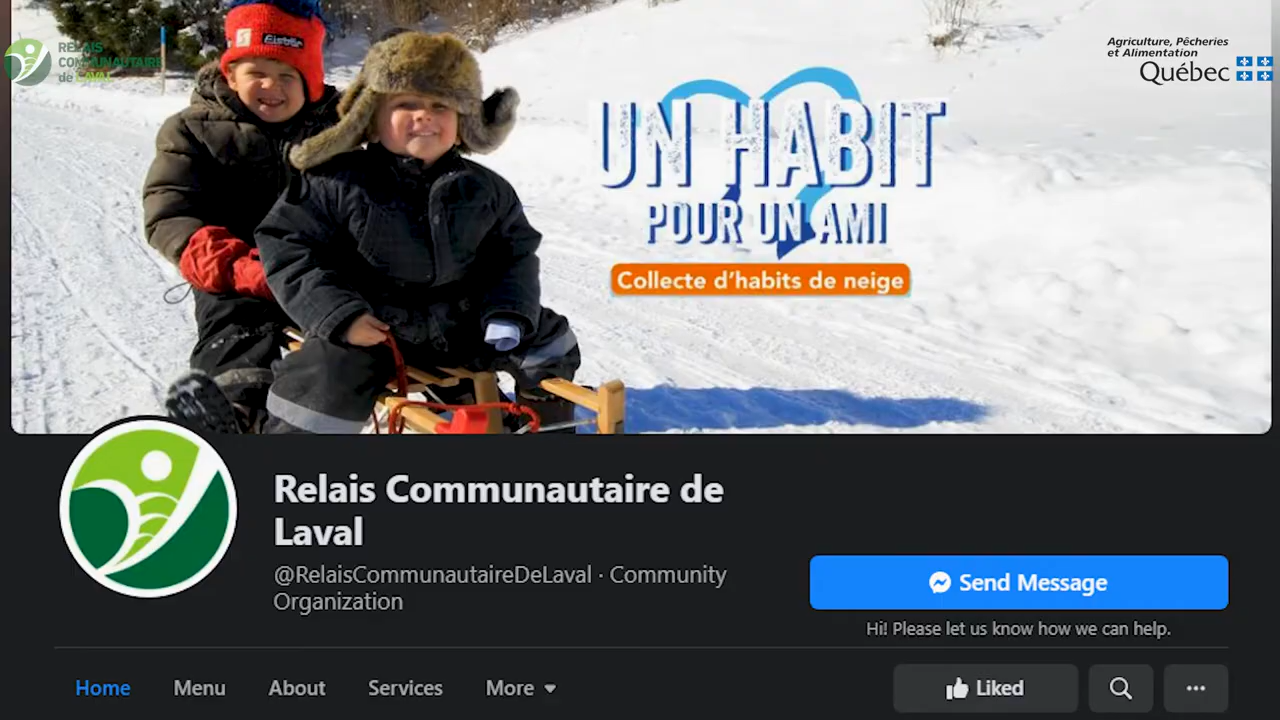 Eisbär
RELAIS
COMMUNAUTAIRE
de LAVAL
Agriculture, Pêcheries
et Alimentation
Québec
UN HABIT
POUR UN AMI
Collecte d'habits de neige
Relais Communautaire de
Laval
@RelaisCommunautaireDeLaval · Community
Organization
Send Message
Hi! Please let us know how we can help.
Home Menu About Services More
Liked